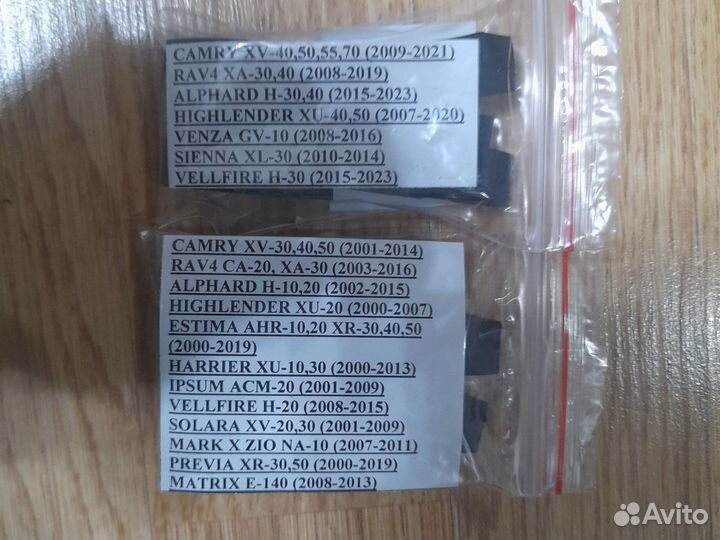 CAMRY XV-40,50,55,70 (2009-2021)
RAV4 XA-30,40 (2008-2019)
ALPHARD H-30,40 (2015-2023)
HIGHLENDER XU-40,50 (2007-2020)
VENZA GV-10 (2008-2016)
SIENNA XL-30 (2010-2014)
VELLFIRE H-30 (2015-2023)
CAMRY XV-30,40,50 (2001-2014)
RAV4 CA-20, XA-30 (2003-2016)
ALPHARD H-10,20 (2002-2015)
HIGHLENDER XU-20 (2000-2007)
ESTIMA AHR-10,20 XR-30,40,50
(2000-2019)
HARRIER XU-10,30 (2000-2013)
IPSUM ACM-20 (2001-2009)
VELLFIRE H-20 (2008-2015)
SOLARA XV-20,30 (2001-2009)
MARK X ZIO NA-10 (2007-2011)
PREVIA XR-30,50 (2000-2019)
MATRIX E-140 (2008-2013)
Avito